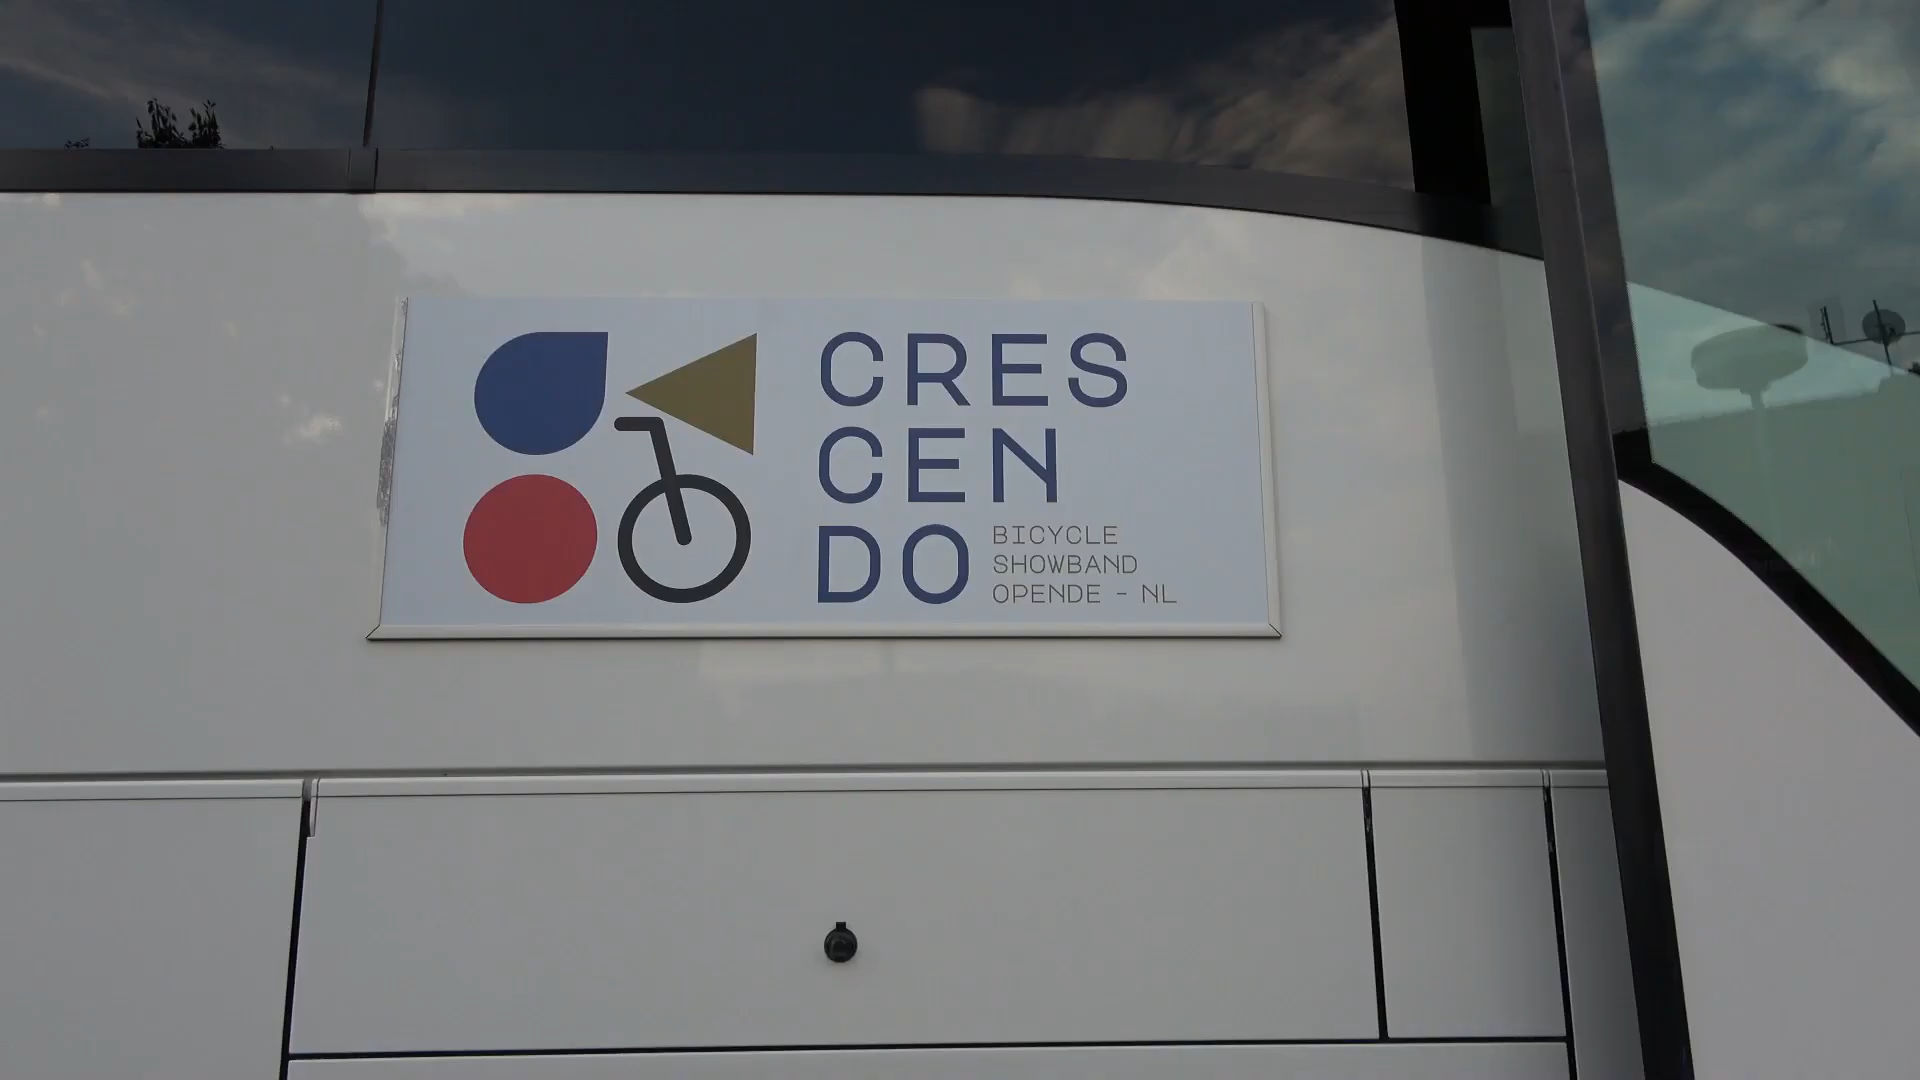 CRES
CEN
DO
BICYCLE
SHOWBAND
OPENDE - NL